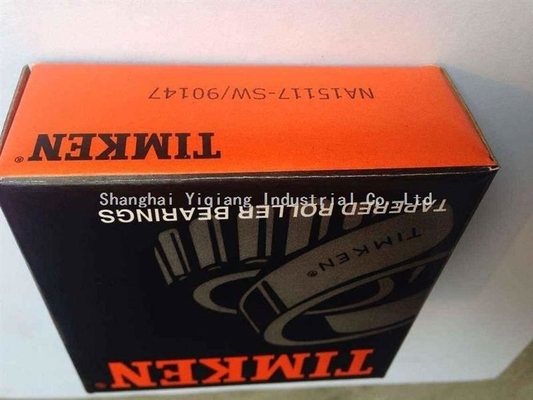 NA15117-SW/90147
TIMKEN®
Shanghai Yiqiang Industrial Co.,Ltd.
TAPERED ROLLER BEARINGS
TIMKEN®
TIMKEN®